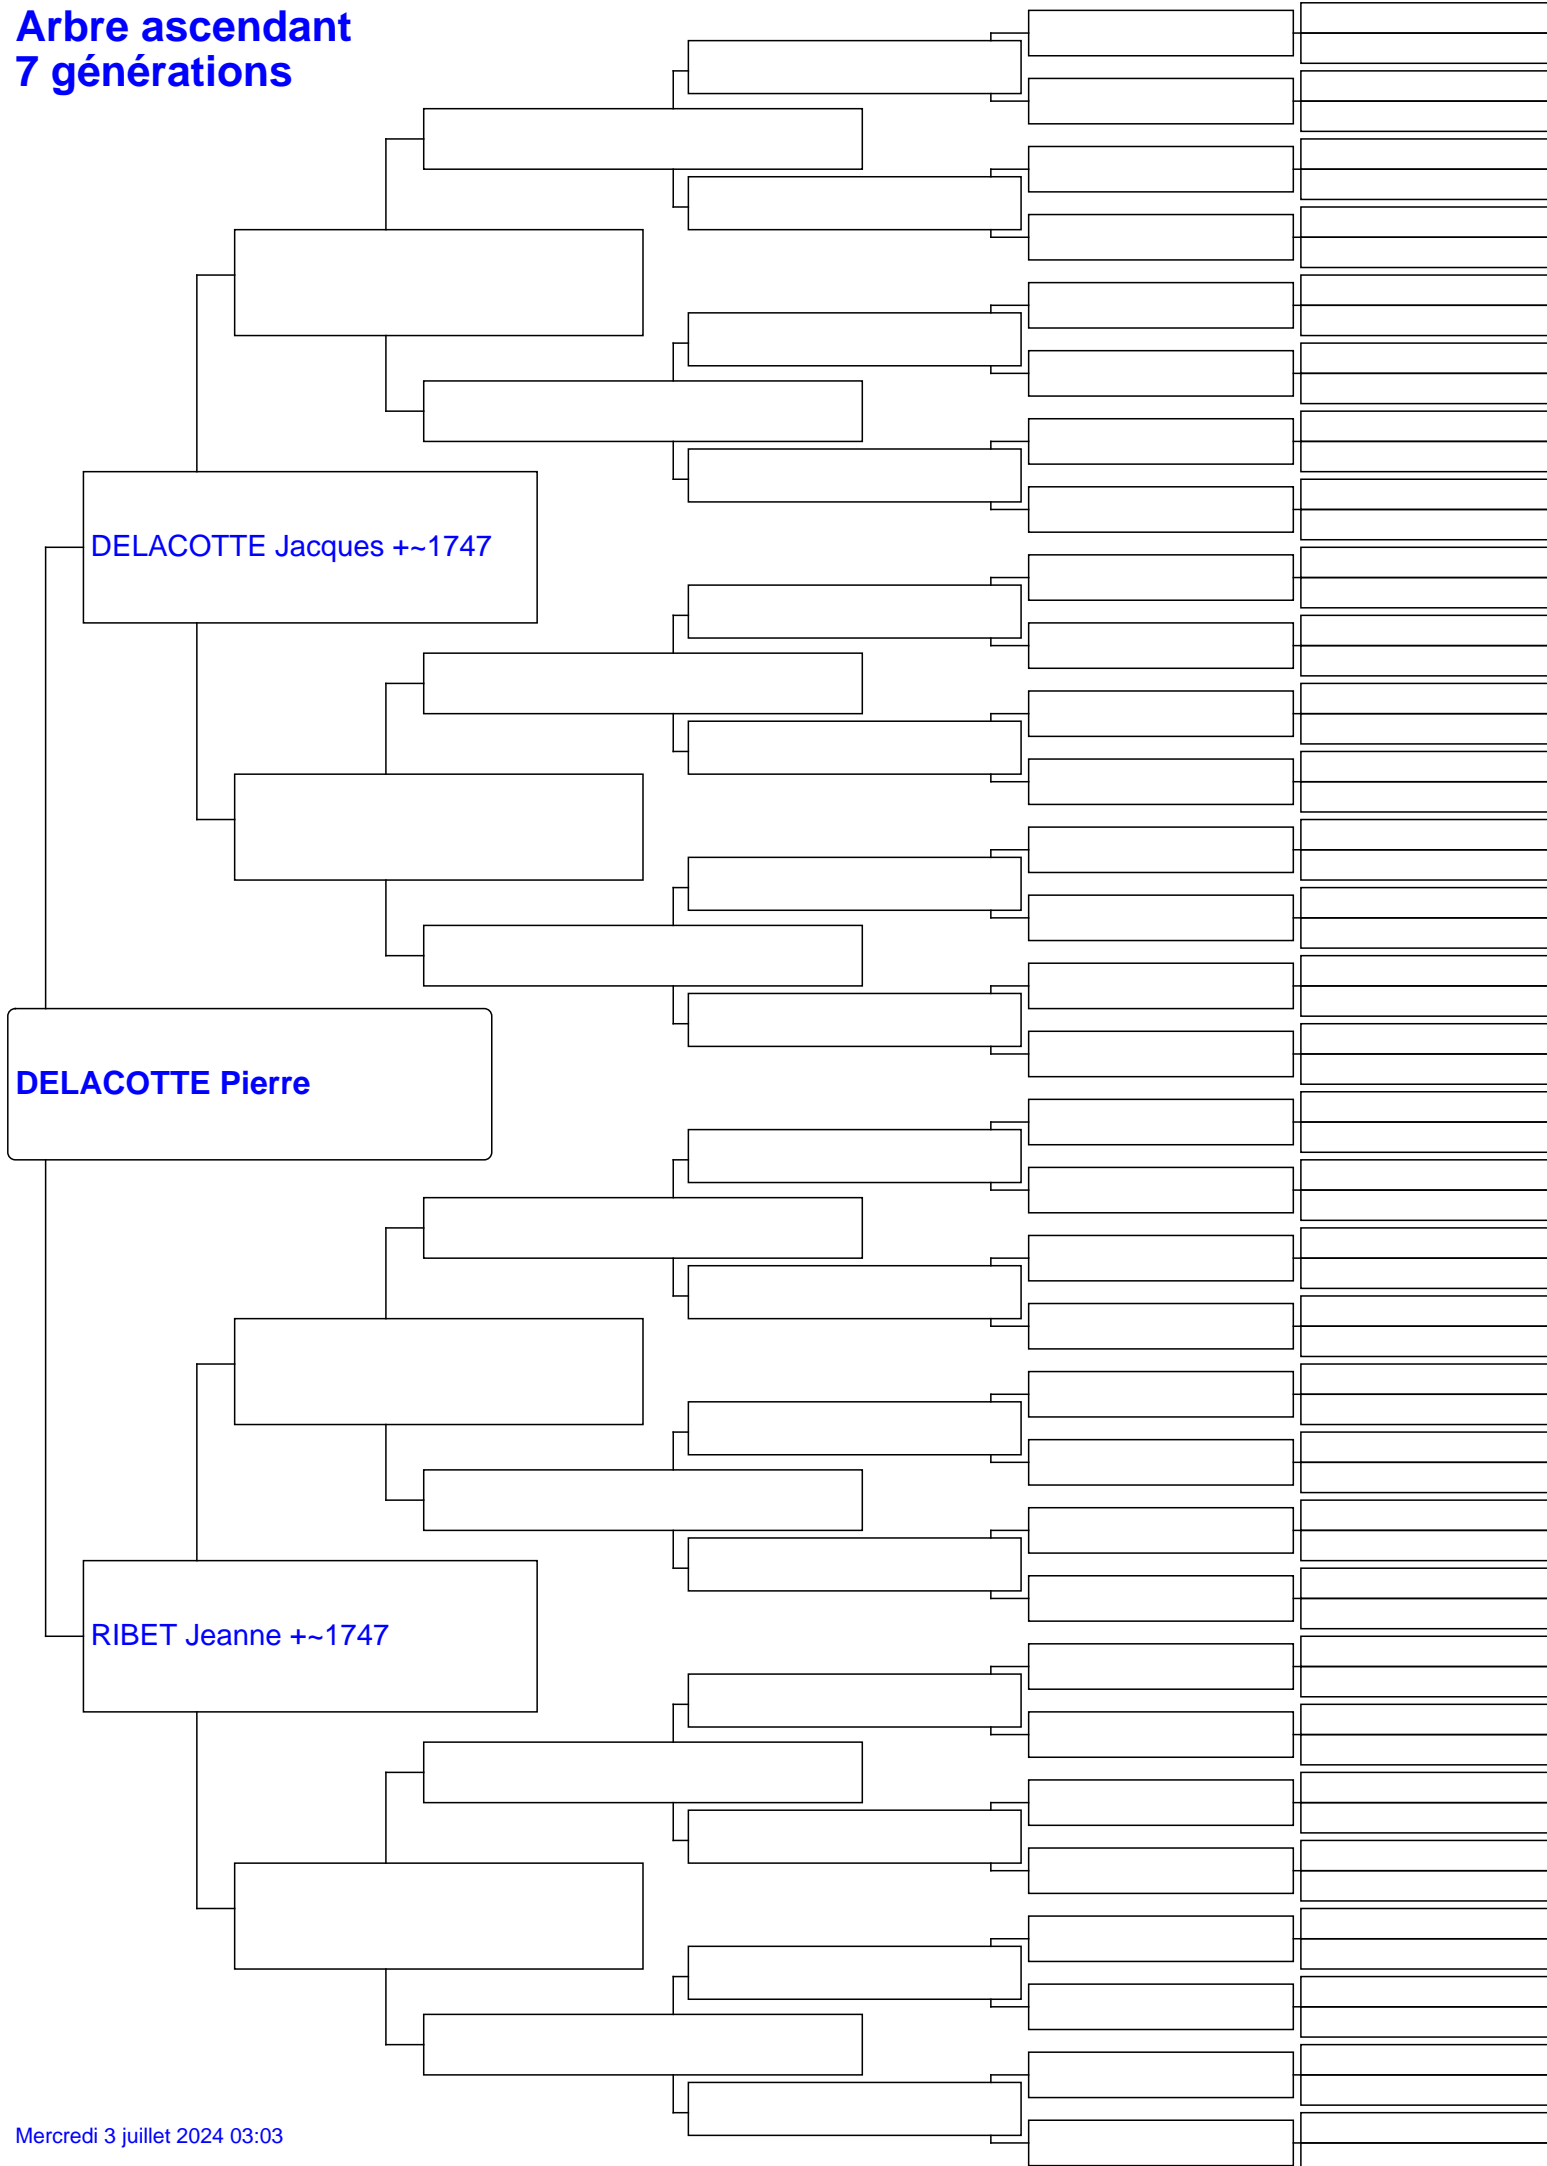 Arbre ascendant
7 générations
DELACOTTE Jacques +~1747
DELACOTTE Pierre
RIBET Jeanne +~1747
Mercredi 3 juillet 2024 03:03